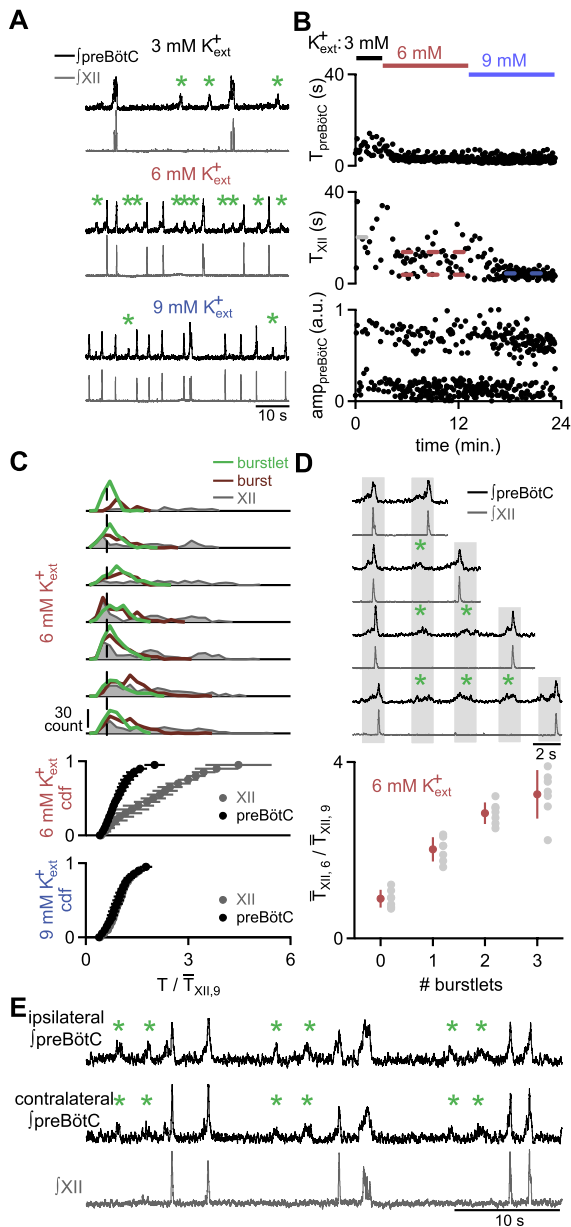 A
3 mM K+ext
∫preBötC
∫XII
* * *
6 mM K+ext
* * * * * * * * * *
9 mM K+ext
* *
10 s
B
K+ext: 3 mM 6 mM 9 mM
TpreBötC (s)
40
0
TXII (s)
40
0
amppreBötC (a.u.)
1
0
0 12 24
time (min.)
C
burstlet
burst
XII
6 mM K+ext
30
count
6 mM K+ext
cdf
1
0
XII
preBötC
9 mM K+ext
cdf
1
0
XII
preBötC
0 3 6
T / T̅XII,9
D
∫preBötC
∫XII
*
* *
* * *
2 s
6 mM K+ext
T̅XII, 6 / T̅XII, 9
4
0
0 1 2 3
# burstlets
E
ipsilateral
∫preBötC
* * * * * *
contralateral
∫preBötC
* * * * * *
∫XII
10 s